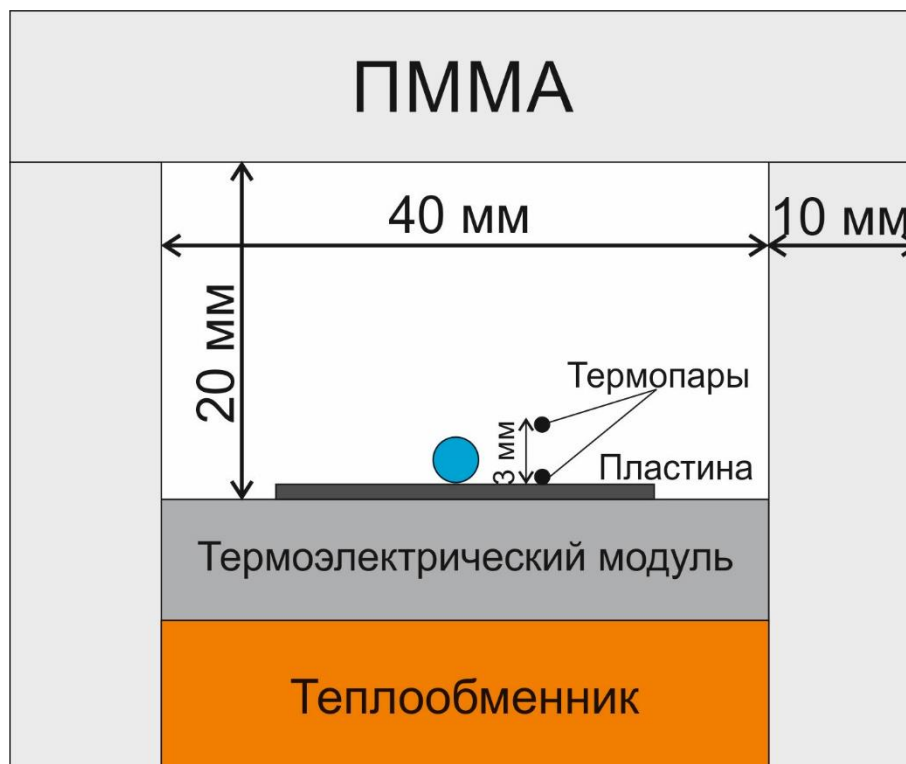 ПММА
40 мм
10 мм
20 мм
Термопары
3 мм
Пластина
Термоэлектрический модуль
Теплообменник